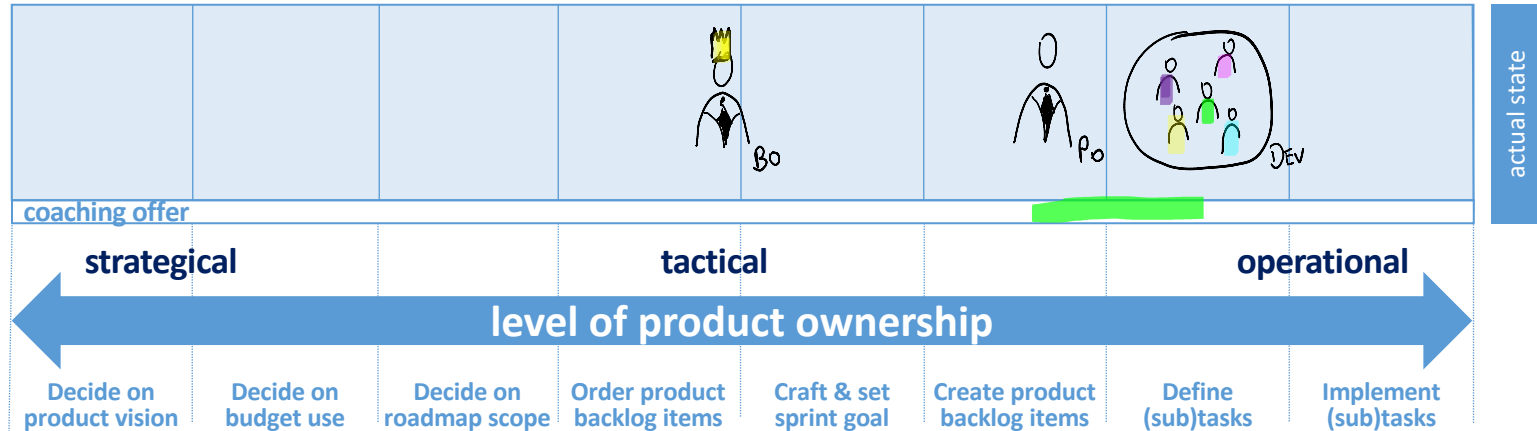 BO
PO
DEV
actual state
coaching offer
strategical
tactical
operational
level of product ownership
Decide on
product vision
Decide on
budget use
Decide on
roadmap scope
Order product
backlog items
Craft & set
sprint goal
Create product
backlog items
Define
(sub)tasks
Implement
(sub)tasks